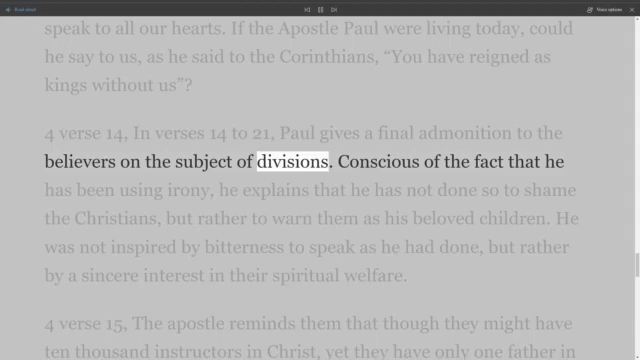 Read aloud
Voice options
speak to all our hearts. If the Apostle Paul were living today, could
he say to us, as he said to the Corinthians, “You have reigned as
kings without us”?
4 verse 14, In verses 14 to 21, Paul gives a final admonition to the
believers on the subject of divisions. Conscious of the fact that he
has been using irony, he explains that he has not done so to shame
the Christians, but rather to warn them as his beloved children. He
was not inspired by bitterness to speak as he had done, but rather
by a sincere interest in their spiritual welfare.
4 verse 15, The apostle reminds them that though they might have
ten thousand instructors in Christ, yet they have only one father in